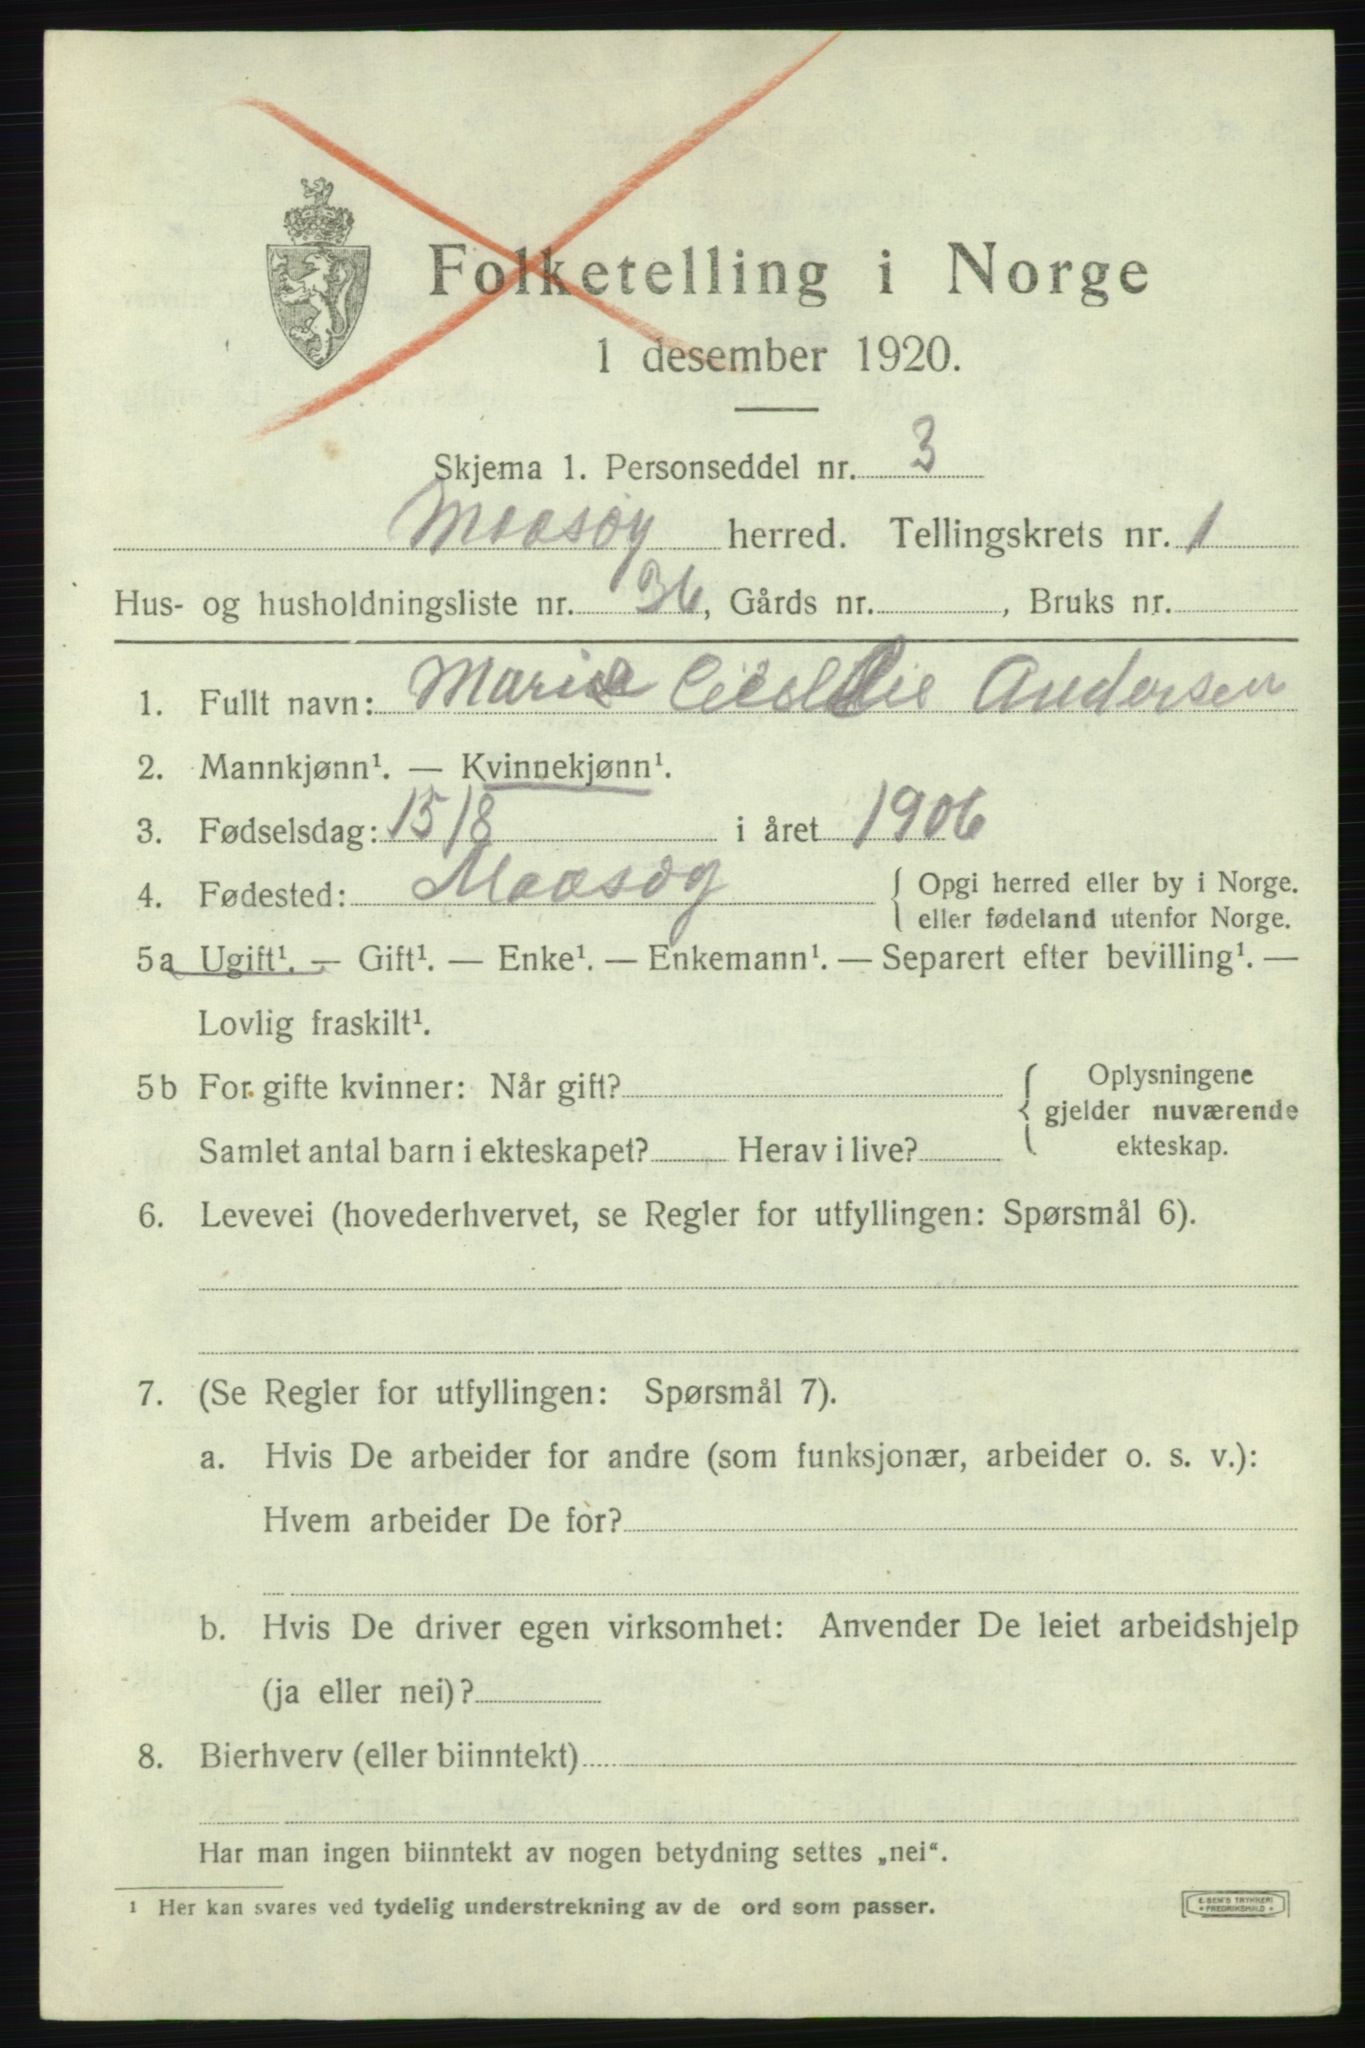 Folketelling i Norge
1 desember 1920.
Skjema 1. Personseddel nr. 3
Maasøy herred. Tellingskrets nr. 1
Hus- og husholdningsliste nr. 36, Gårds nr. , Bruks nr.
1. Fullt navn: Marie Andersen
2. Mannkjønn¹. — Kvinnekjønn¹.
3. Fødselsdag: 15/8 i året 1906
4. Fødested: Maasøy { Opgi herred eller by i Norge.
eller fødeland utenfor Norge.
5a Ugift¹. — Gift¹. — Enke¹. — Enkemann¹. — Separert efter bevilling¹. —
Lovlig fraskilt¹.
5b For gifte kvinner: Når gift? { Oplysningene
gjelder nuværende
Samlet antal barn i ekteskapet? Herav i live? ekteskap.
6. Levevei (hovederhvervet, se Regler for utfyllingen: Spørsmål 6).
7. (Se Regler for utfyllingen: Spørsmål 7).
a. Hvis De arbeider for andre (som funksjonær, arbeider o. s. v.):
Hvem arbeider De for?
b. Hvis De driver egen virksomhet: Anvender De leiet arbeidshjelp
(ja eller nei)?
8. Bierhverv (eller biinntekt)
Har man ingen biinntekt av nogen betydning settes „nei“.
¹ Her kan svares ved tydelig understrekning av de ord som passer.
E. SEM'S TRYKKERI
FREDRIKSHALD